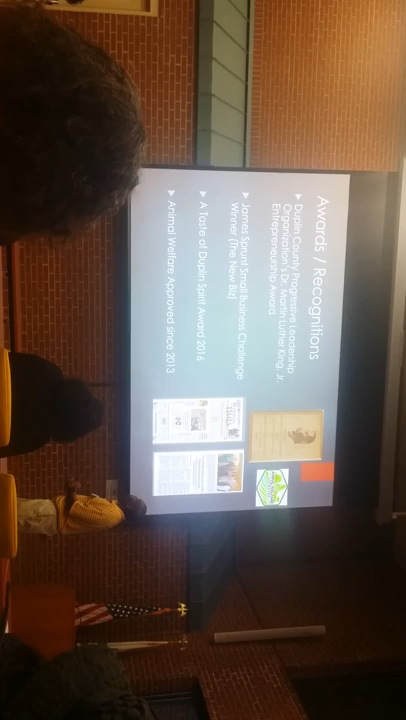 Awards / Recognitions
Duplin County Progressive Leadership
Organization's Dr. Martin Luther King, Jr.
Entrepreneurship Award
James Sprunt Small Business Challenge
Winner (The New Biz)
A Taste of Duplin Spirit Award 2016
Animal Welfare Approved since 2013